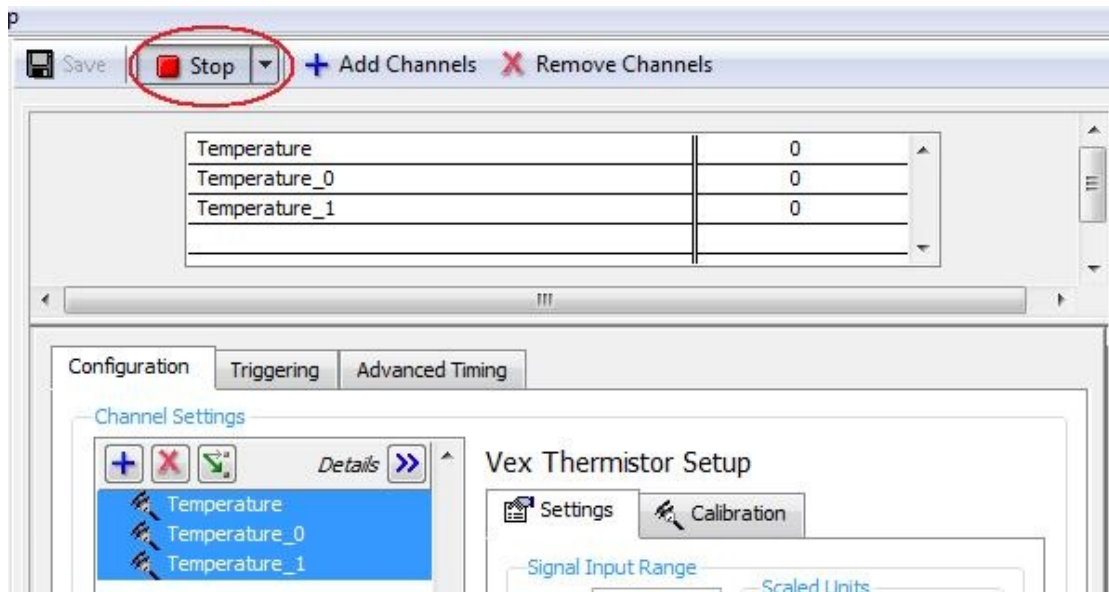 p
Save Stop Add Channels Remove Channels
Temperature 0
Temperature_0 0
Temperature_1 0
Configuration Triggering Advanced Timing
Channel Settings
Details
Temperature
Temperature_0
Temperature_1
Vex Thermistor Setup
Settings Calibration
Signal Input Range
Scaled Units